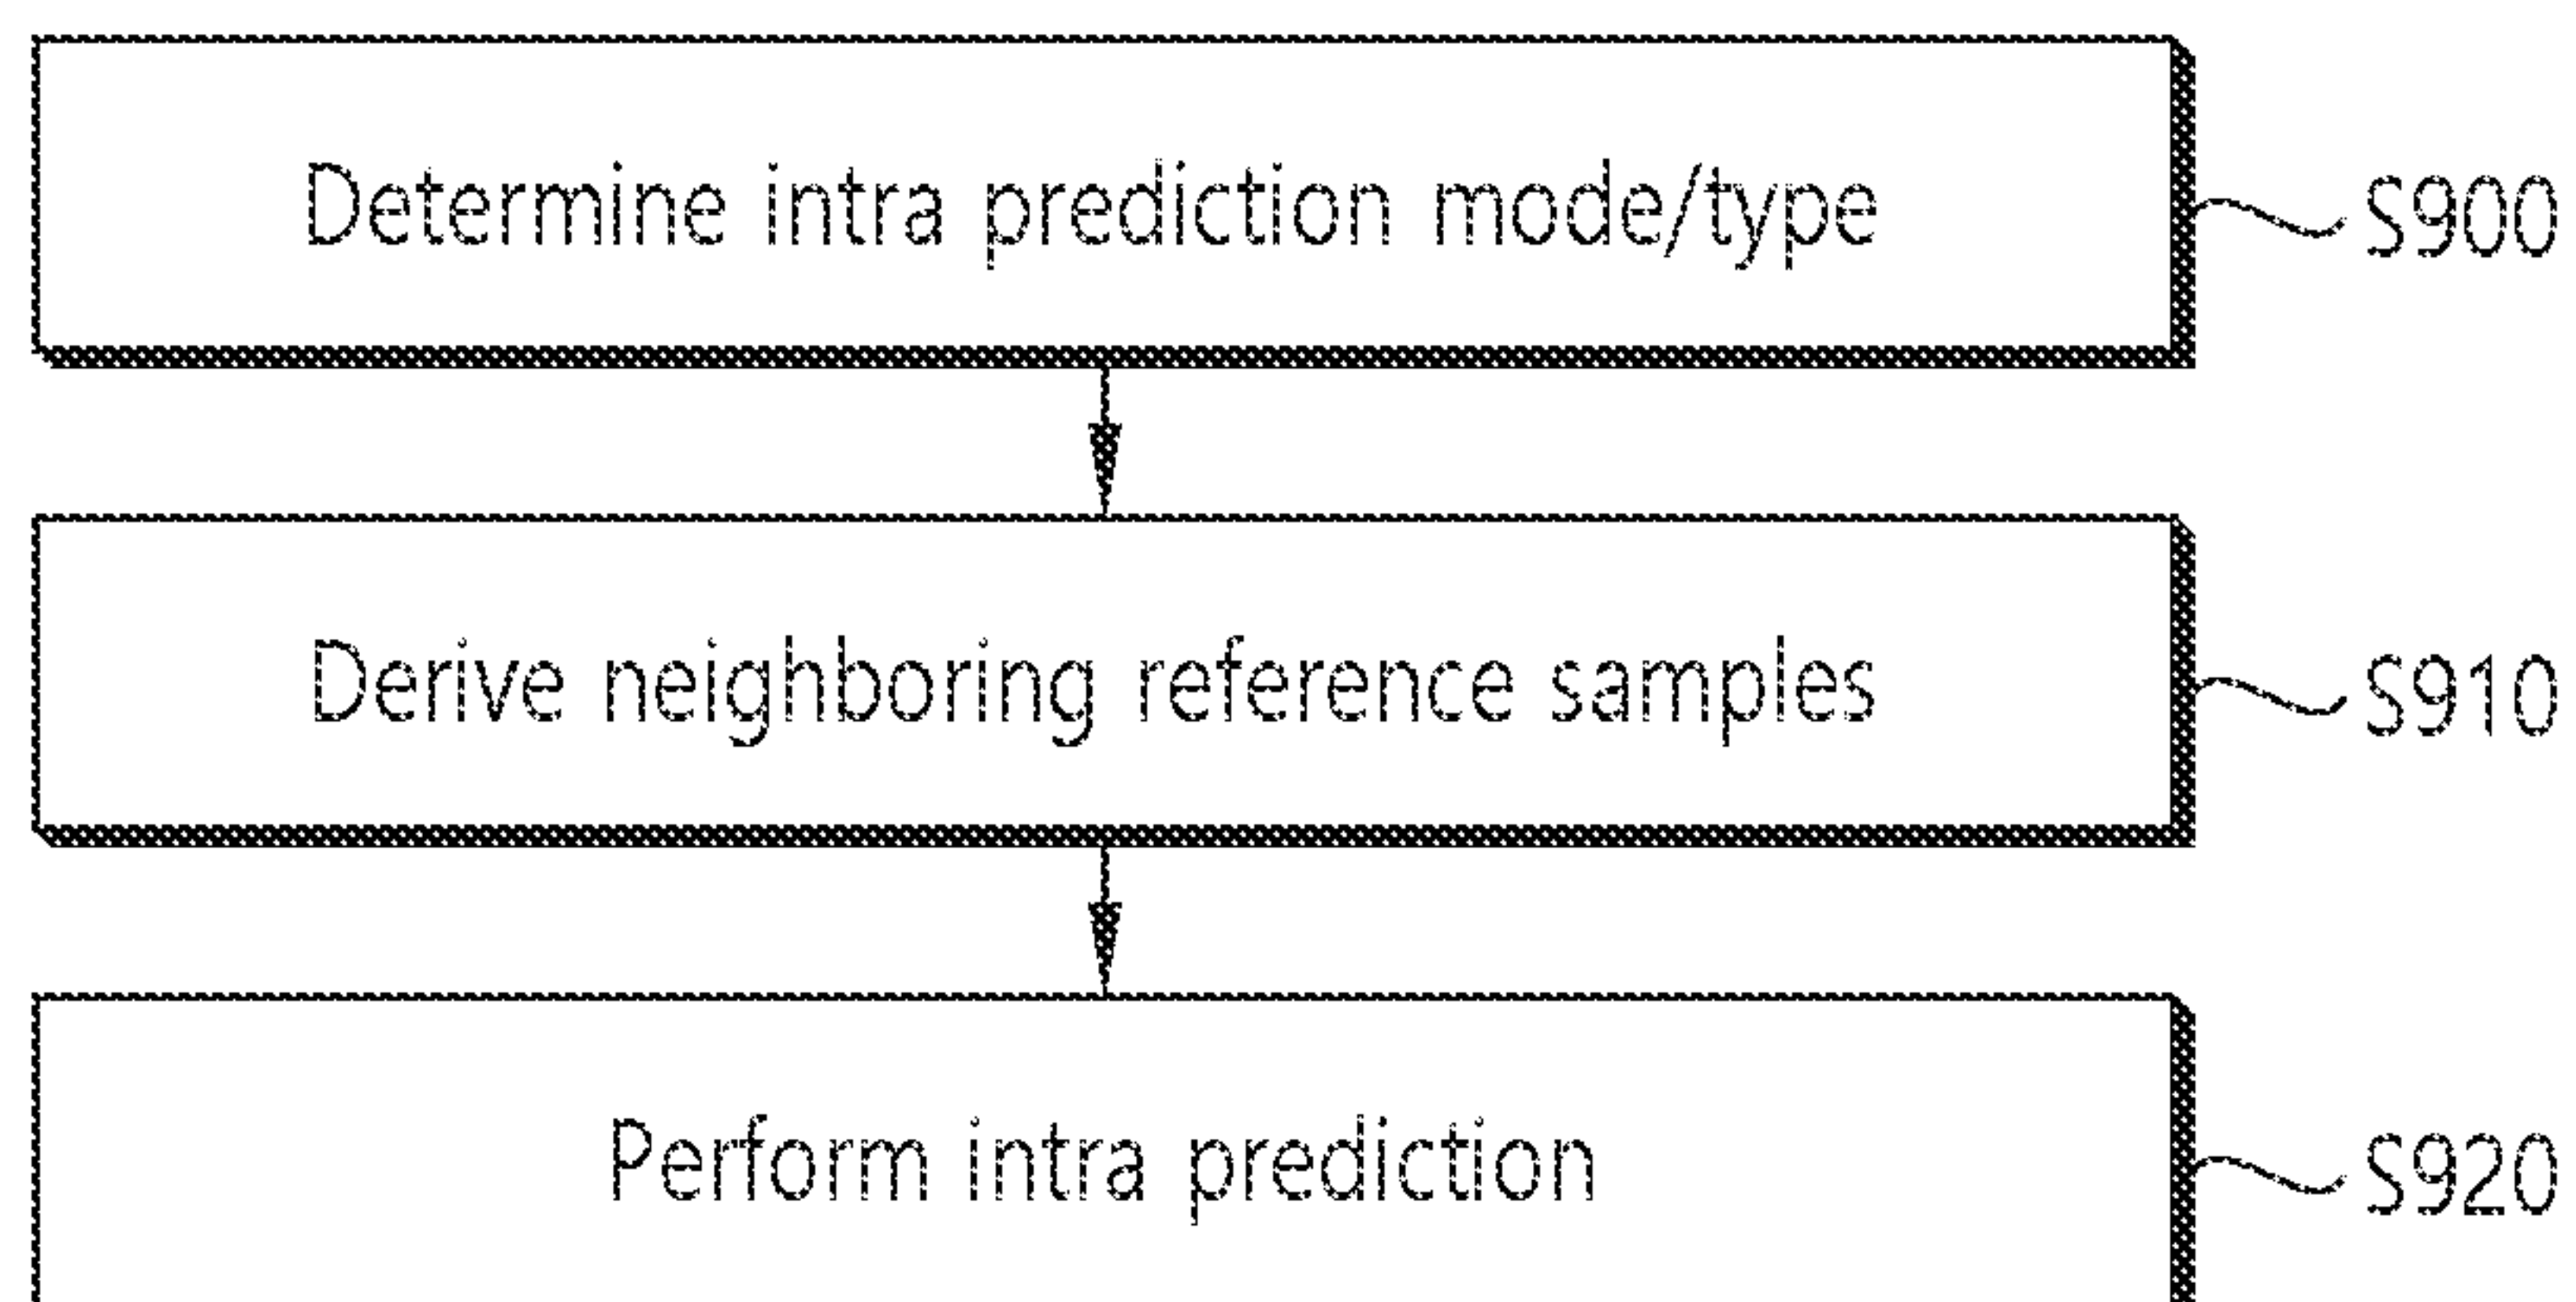 Determine intra prediction mode/type
S900
Derive neighboring reference samples
S910
Perform intra prediction
S920